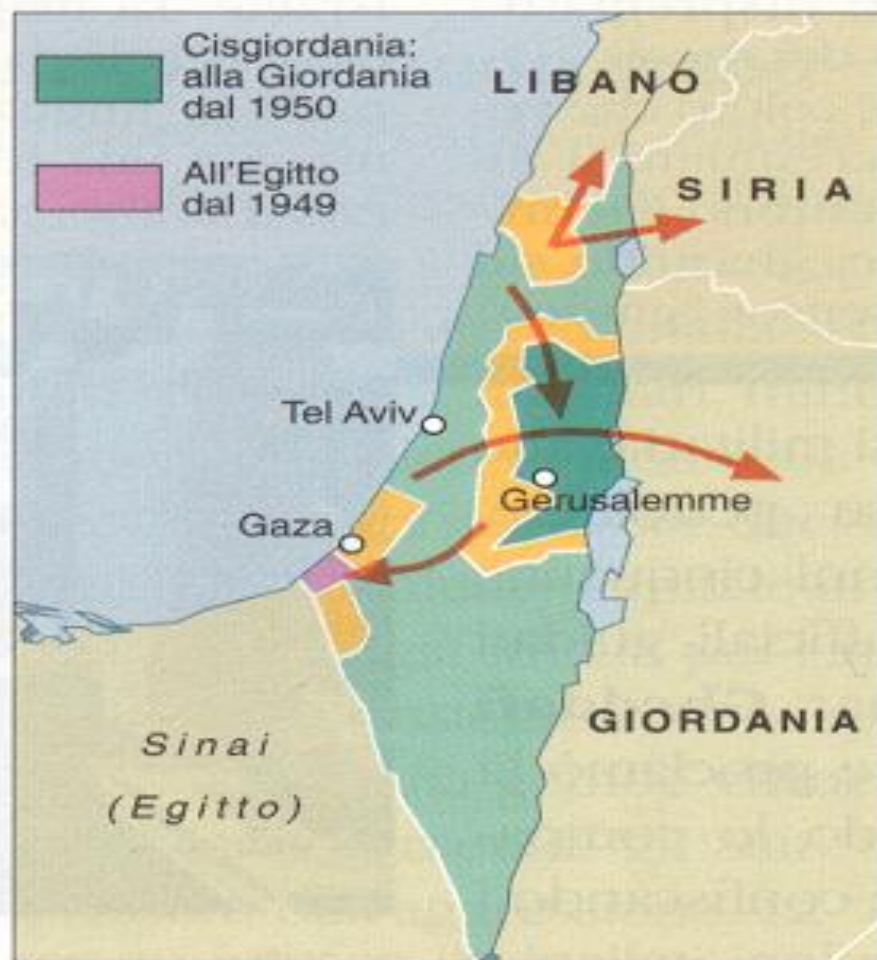 Cisgiordania:
alla Giordania
dal 1950
All'Egitto
dal 1949
LIBANO
SIRIA
Tel Aviv
Gerusalemme
Gaza
GIORDANIA
Sinai
(Egitto)